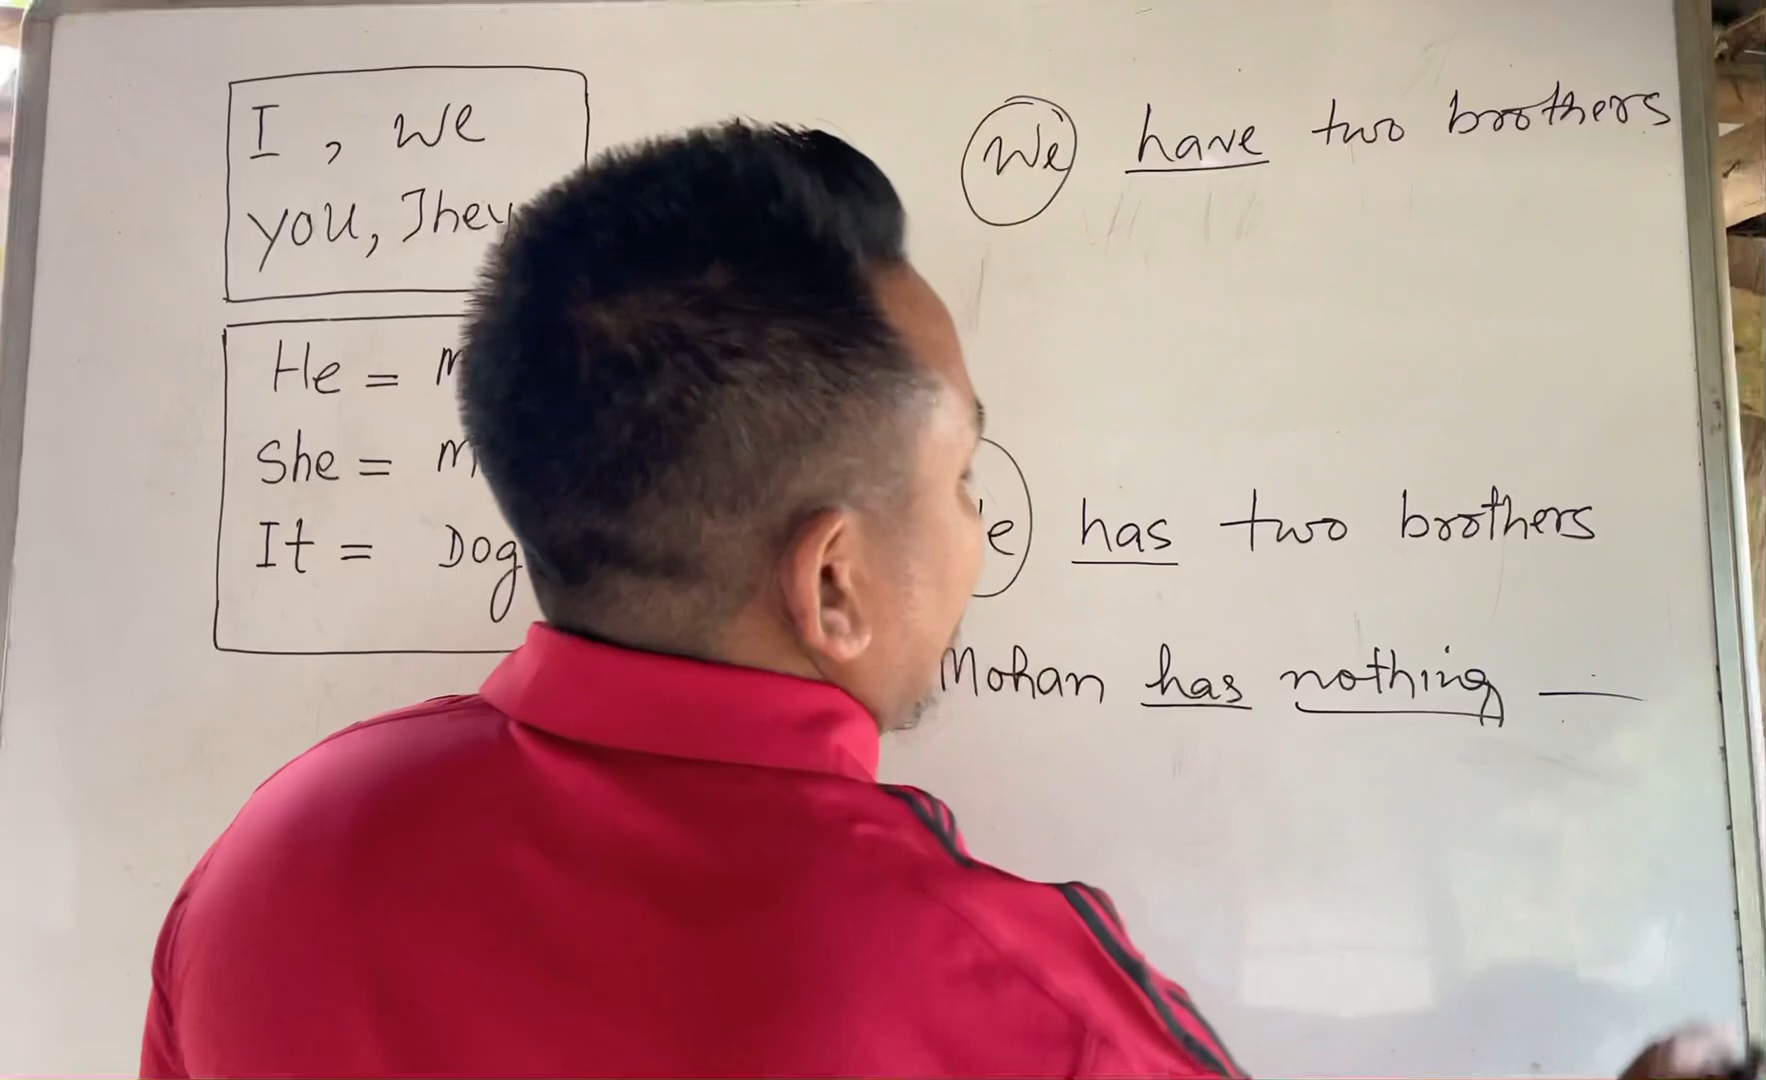 I, We
you, They
He =
She =
It = Dog
We have two brothers
has two brothers
Mohan has nothing